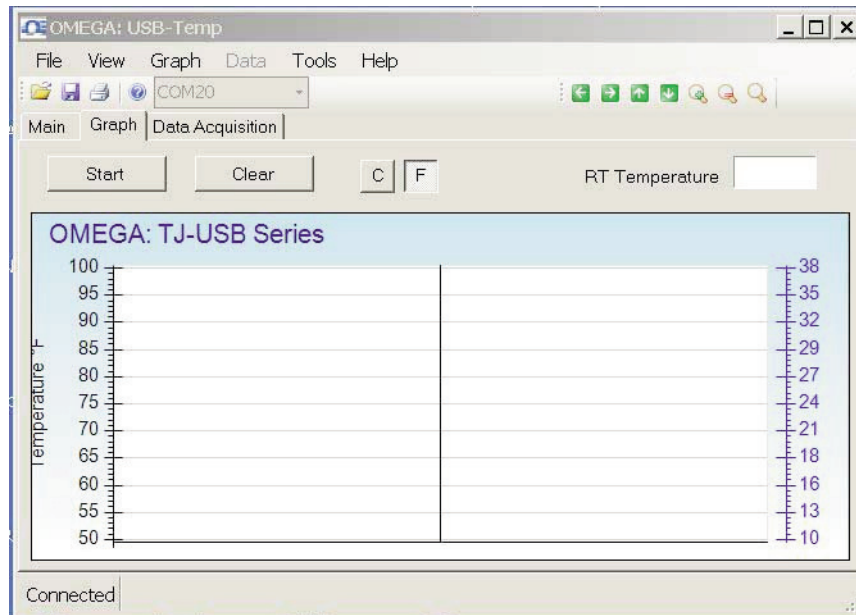 OMEGA: USB-Temp
File View Graph Data Tools Help
COM20
Main Graph Data Acquisition
Start Clear C F RT Temperature
OMEGA: TJ-USB Series
Temperature °F
100 38
95 35
90 32
85 29
80 27
75 24
70 21
65 18
60 16
55 13
50 10
Connected